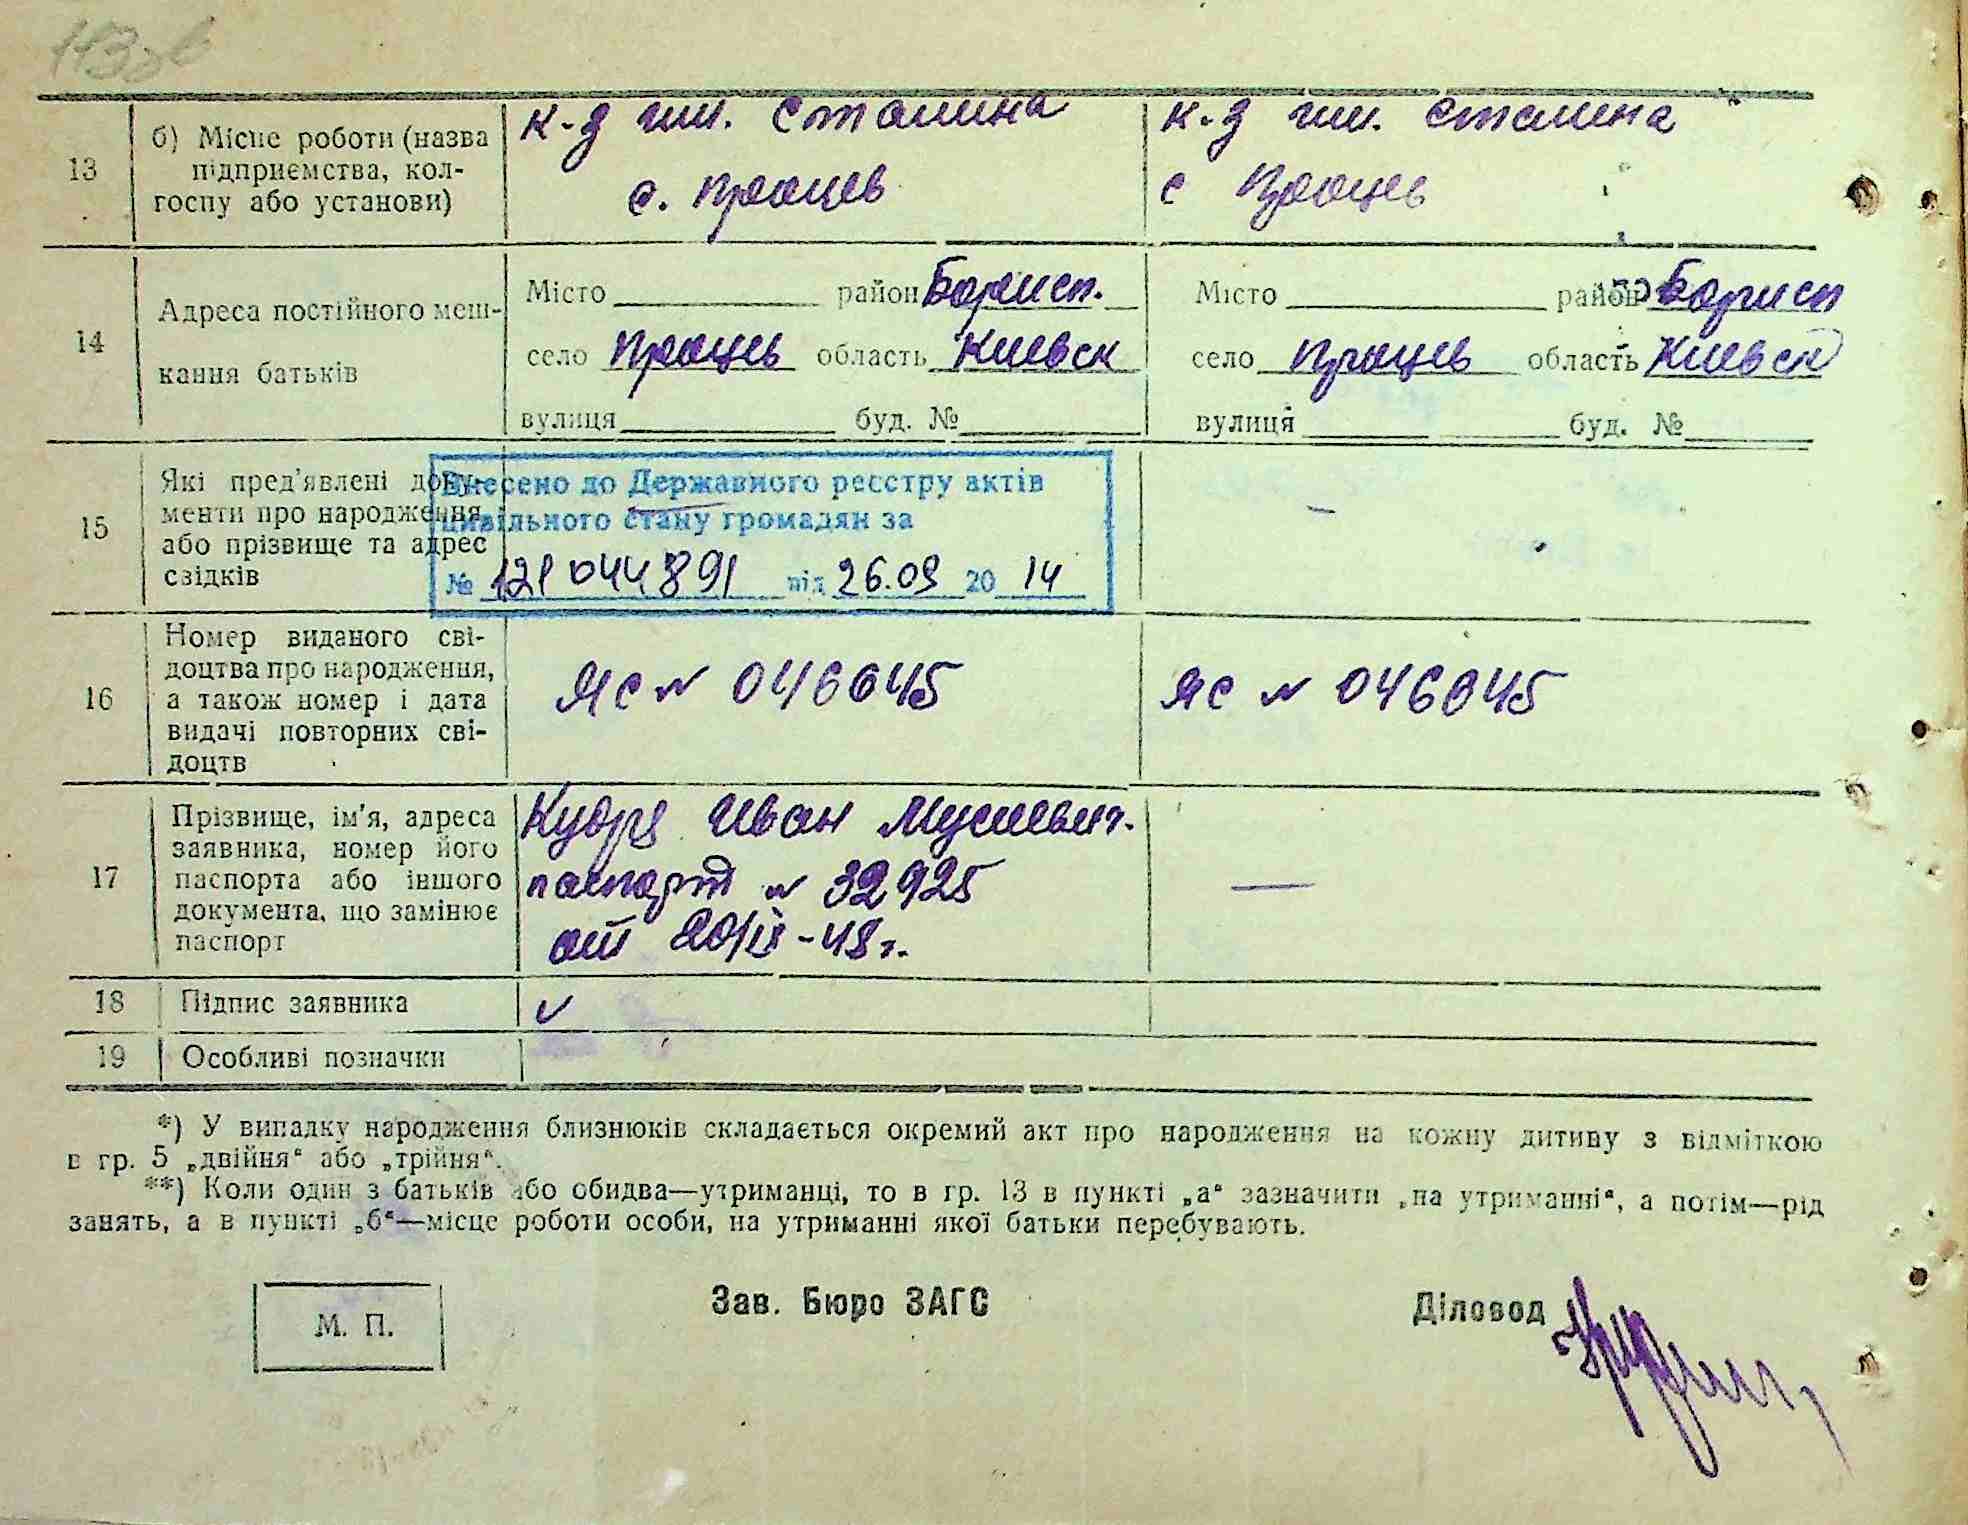 13
б) Місце роботи (назва
підприємства, кол-
госпу або установи)
к-д им. Сталина
с. Процев
к-д им. Сталина
с Процев
14
Адреса постійного меш-
кання батьків
Місто район Борисп.
село Процев область Киевск
вулиця буд. №
Місто район Борисп
село Процев область Киевск
вулиця буд. №
15
Які пред'явлені доку-
менти про народження
або прізвище та адрес
свідків
Внесено до Державного реєстру актів
цивільного стану громадян за
№ 121044891 від 26.09 2014
—
16
Номер виданого сві-
доцтва про народження,
а також номер і дата
видачі повторних сві-
доцтв
ЯС № 046645
ЯС № 046645
17
Прізвище, ім'я, адреса
заявника, номер його
паспорта або іншого
документа, що замінює
паспорт
Кудря Иван Мусиевич.
паспорт № 32925
от 20/IX-48 г.
—
18
Підпис заявника
19
Особливі позначки
*) У випадку народження близнюків складається окремий акт про народження на кожну дитину з відміткою
в гр. 5 „двійня“ або „трійня“.
**) Коли один з батьків або обидва—утриманці, то в гр. 13 в пункті „а“ зазначити „на утриманні“, а потім—рід
занять, а в пункті „б“—місце роботи особи, на утриманні якої батьки перебувають.
М. П.
Зав. Бюро ЗАГС
Діловод